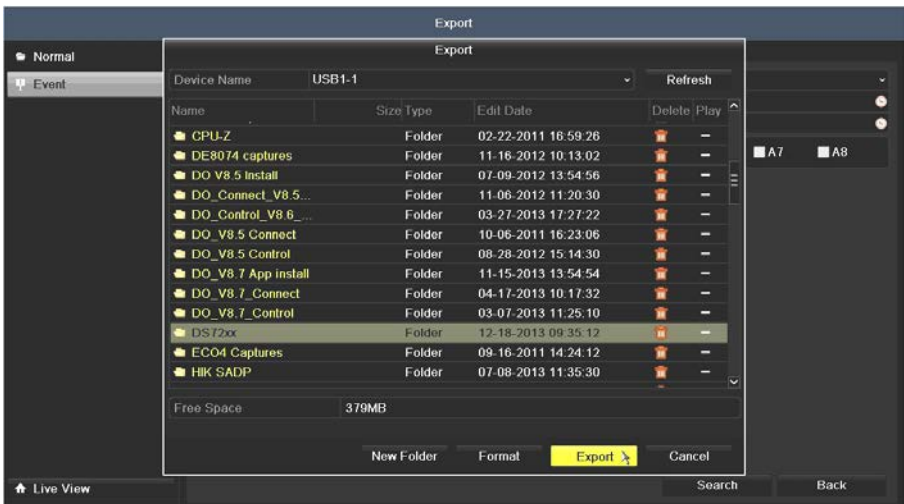 Export
Normal
Event
Export
Device Name USB1-1 Refresh
Name Size Type Edit Date Delete Play
CPU-Z Folder 02-22-2011 16:59:26
DE8074 captures Folder 11-16-2012 10:13:02
DO V8.5 Install Folder 07-09-2012 13:54:56
DO_Connect_V8.5... Folder 11-06-2012 11:20:30
DO_Control_V8.6_... Folder 03-27-2013 17:27:22
DO_V8.5 Connect Folder 10-06-2011 16:23:06
DO_V8.5 Control Folder 08-28-2012 15:14:30
DO_V8.7 App install Folder 11-15-2013 13:54:54
DO_V8.7_Connect Folder 04-17-2013 10:17:32
DO_V8.7_Control Folder 03-07-2013 11:25:10
DS72xx Folder 12-18-2013 09:35:12
ECO4 Captures Folder 09-16-2011 14:24:12
HIK SADP Folder 07-08-2013 11:35:30
A7 A8
Free Space 379MB
New Folder Format Export Cancel
Live View Search Back